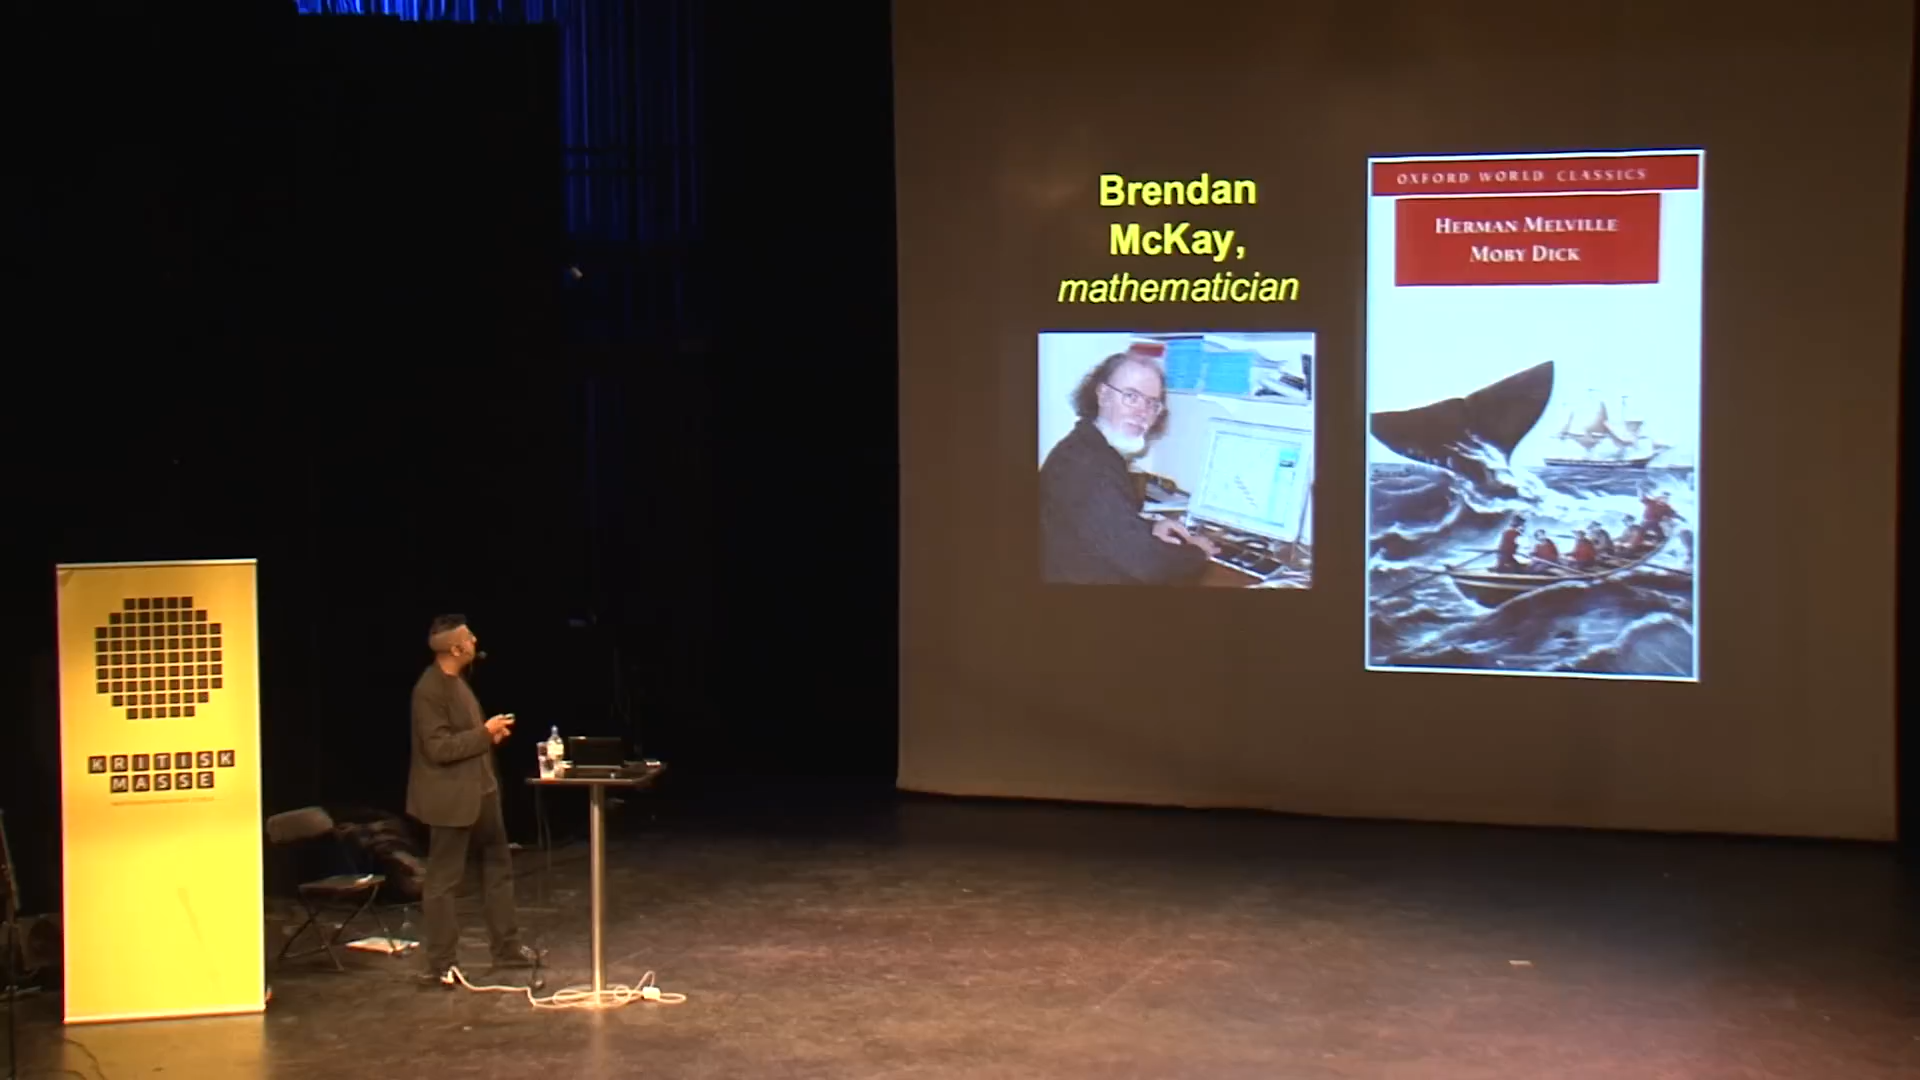 Brendan
McKay,
mathematician
OXFORD WORLD CLASSICS
HERMAN MELVILLE
MOBY DICK
KRITISK
MASSE